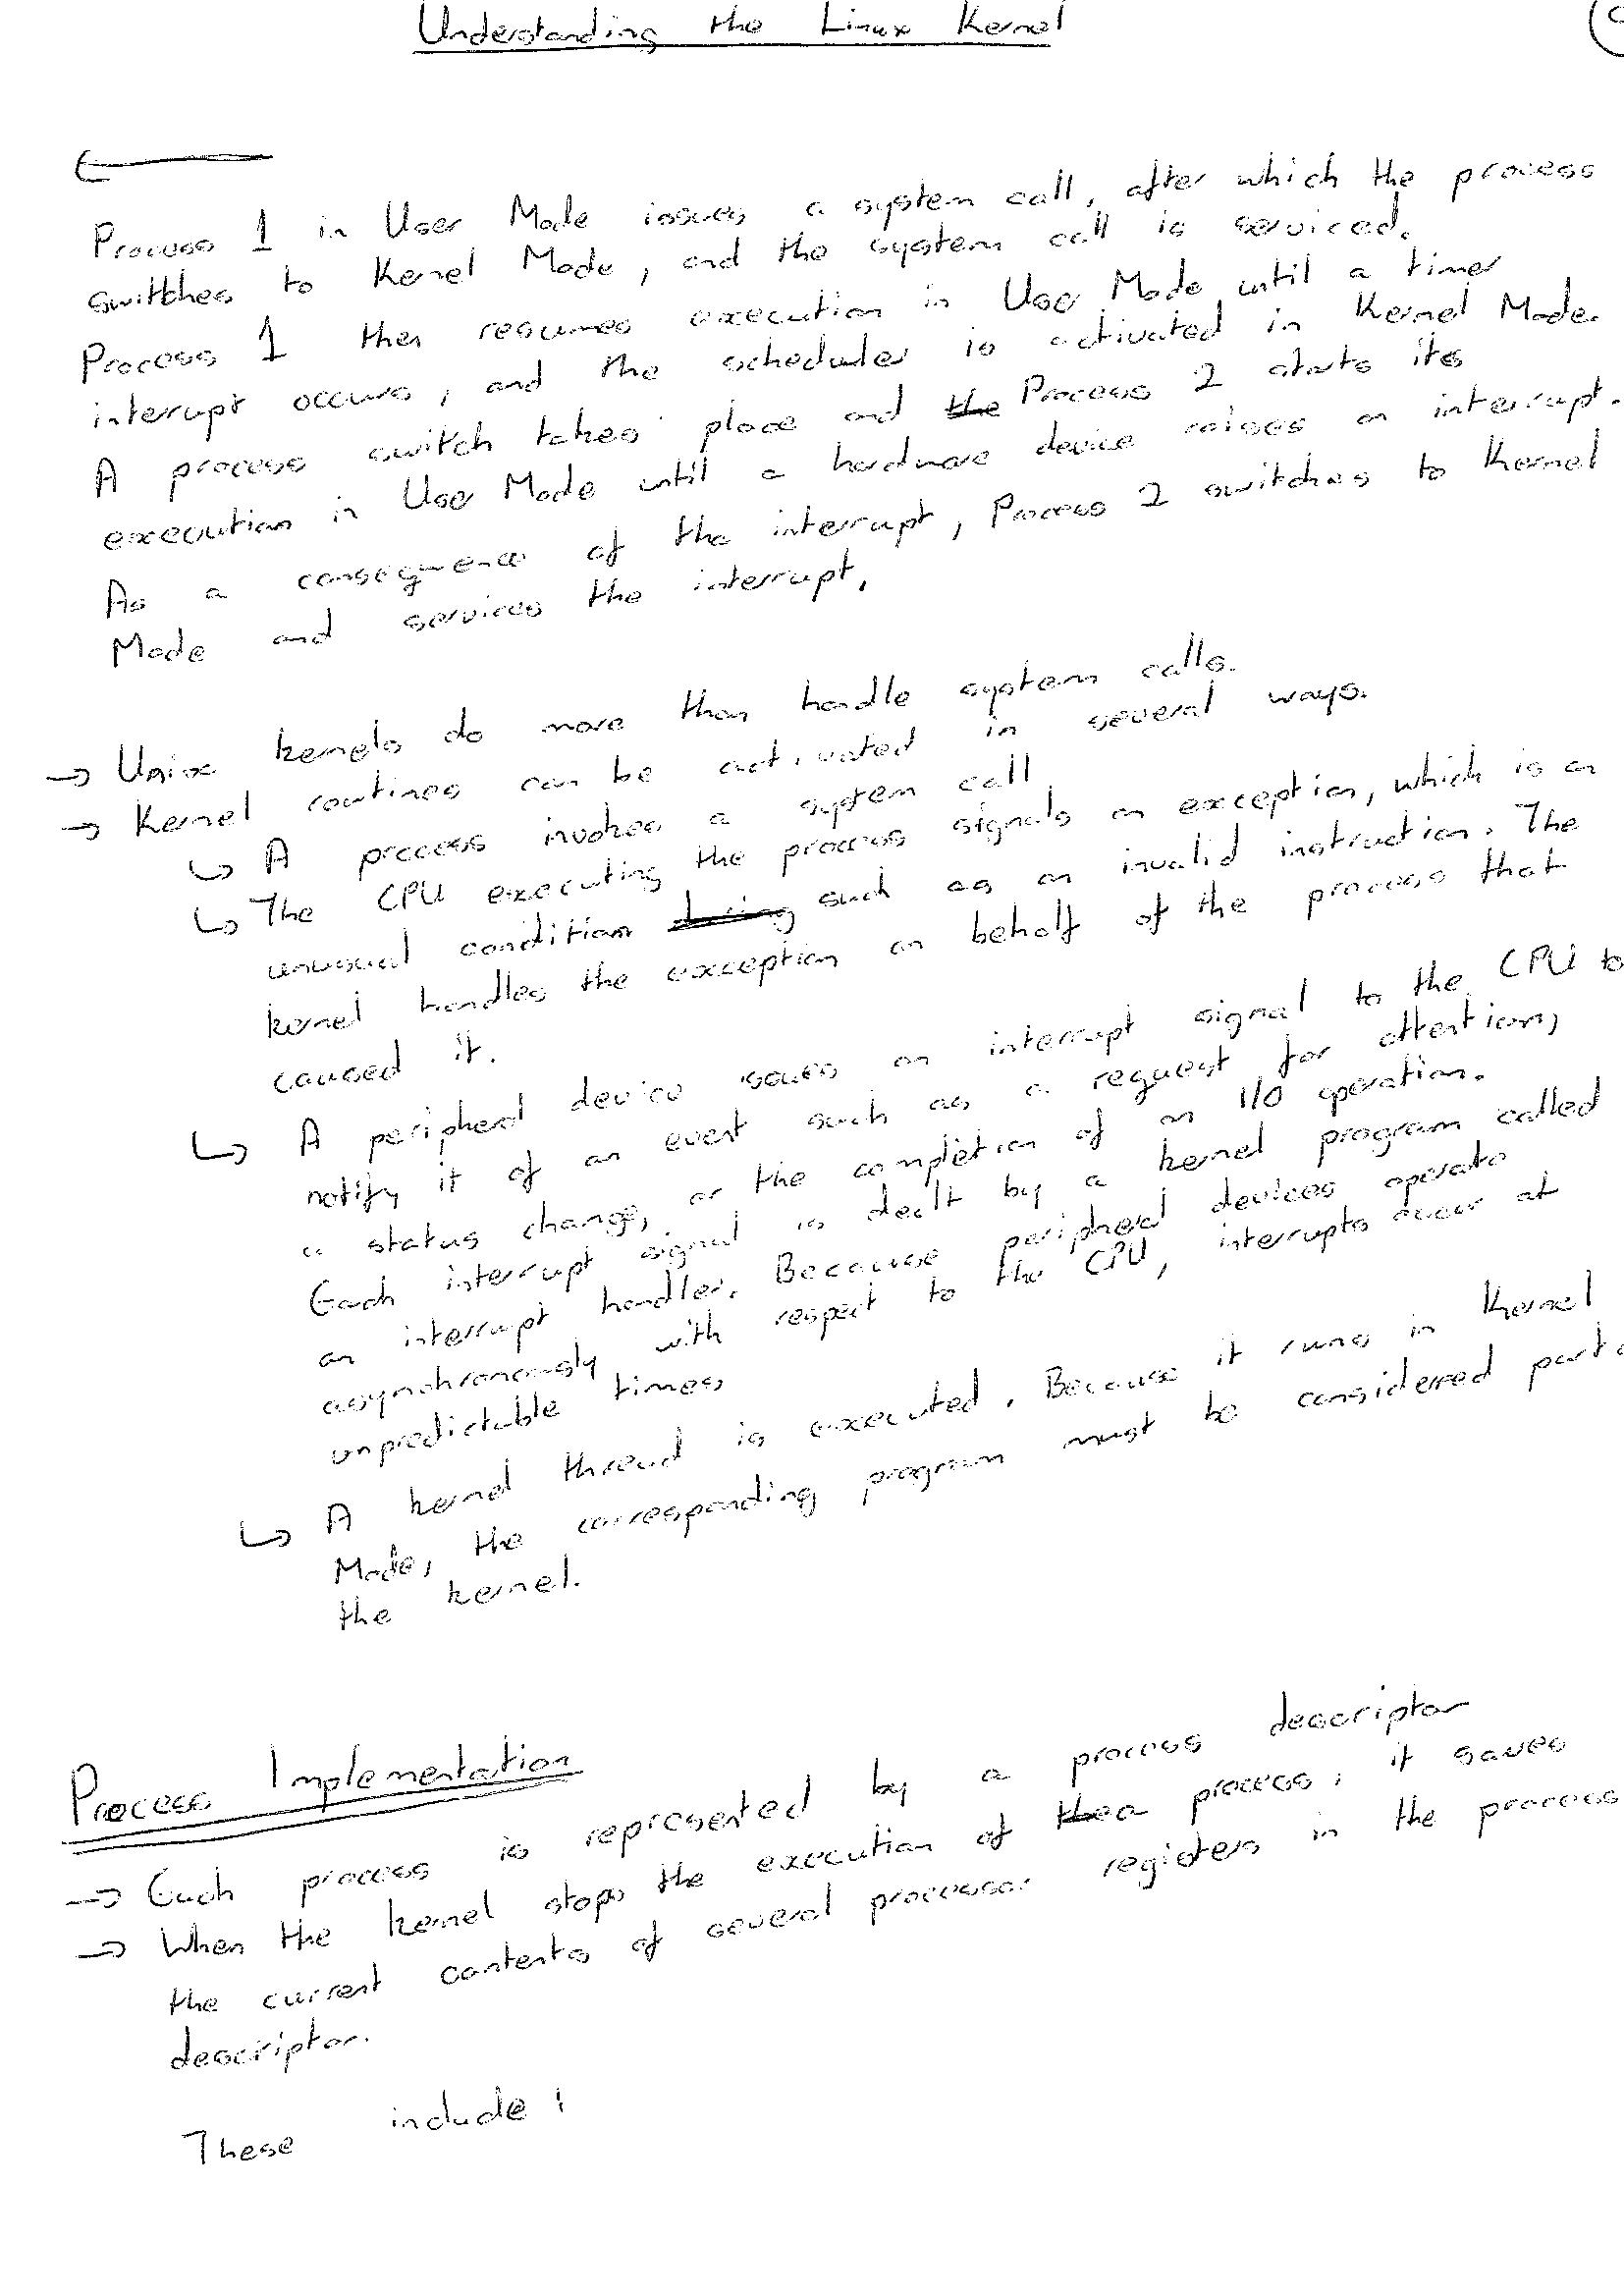 Understanding the Linux Kernel
Process 1 in User Mode issues a system call, after which the process
switches to Kernel Mode, and the system call is serviced.
Process 1 then resumes execution in User Mode until a timer
interrupt occurs, and the scheduler is activated in Kernel Mode.
A process switch takes place and the Process 2 starts its
execution in User Mode until a hardware device raises an interrupt.
As a consequence of the interrupt, Process 2 switches to Kernel
Mode and services the interrupt.
→ Unix kernels do more than handle system calls.
→ Kernel routines can be activated in several ways.
↳ A process invokes a system call
↳ The CPU executing the process signals an exception, which is an
unusual condition such as an invalid instruction. The
kernel handles the exception on behalf of the process that
caused it.
↳ A peripheral device issues an interrupt signal to the CPU to
notify it of an event such as a request for attention,
a status change, or the completion of an I/O operation.
Each interrupt signal is dealt by a kernel program called
an interrupt handler. Because peripheral devices operate
asynchronously with respect to the CPU, interrupts occur at
unpredictable times
↳ A kernel thread is executed. Because it runs in Kernel
Mode, the corresponding program must be considered part
the kernel.
Process Implementation
→ Each process is represented by a process descriptor
→ When the kernel stops the execution of a process, it saves
the current contents of several processor registers in the process
descriptor.
These include: